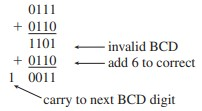 0111
+ 0110
1101 invalid BCD
+ 0110 add 6 to correct
1 0011
carry to next BCD digit